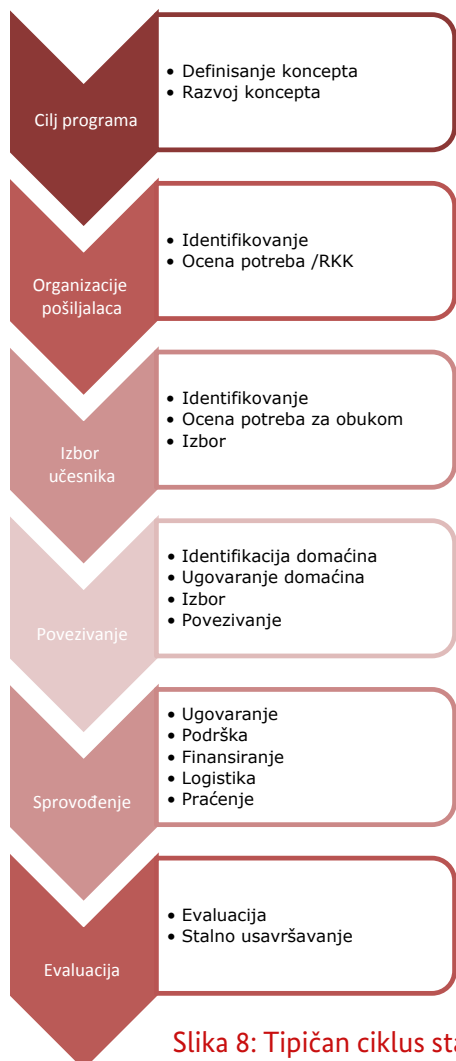 Cilj programa
• Definisanje koncepta
• Razvoj koncepta
Organizacije
pošiljalaca
• Identifikovanje
• Ocena potreba /RKK
Izbor
učesnika
• Identifikovanje
• Ocena potreba za obukom
• Izbor
Povezivanje
• Identifikacija domaćina
• Ugovaranje domaćina
• Izbor
• Povezivanje
Sprovođenje
• Ugovaranje
• Podrška
• Finansiranje
• Logistika
• Praćenje
Evaluacija
• Evaluacija
• Stalno usavršavanje
Slika 8: Tipičan ciklus